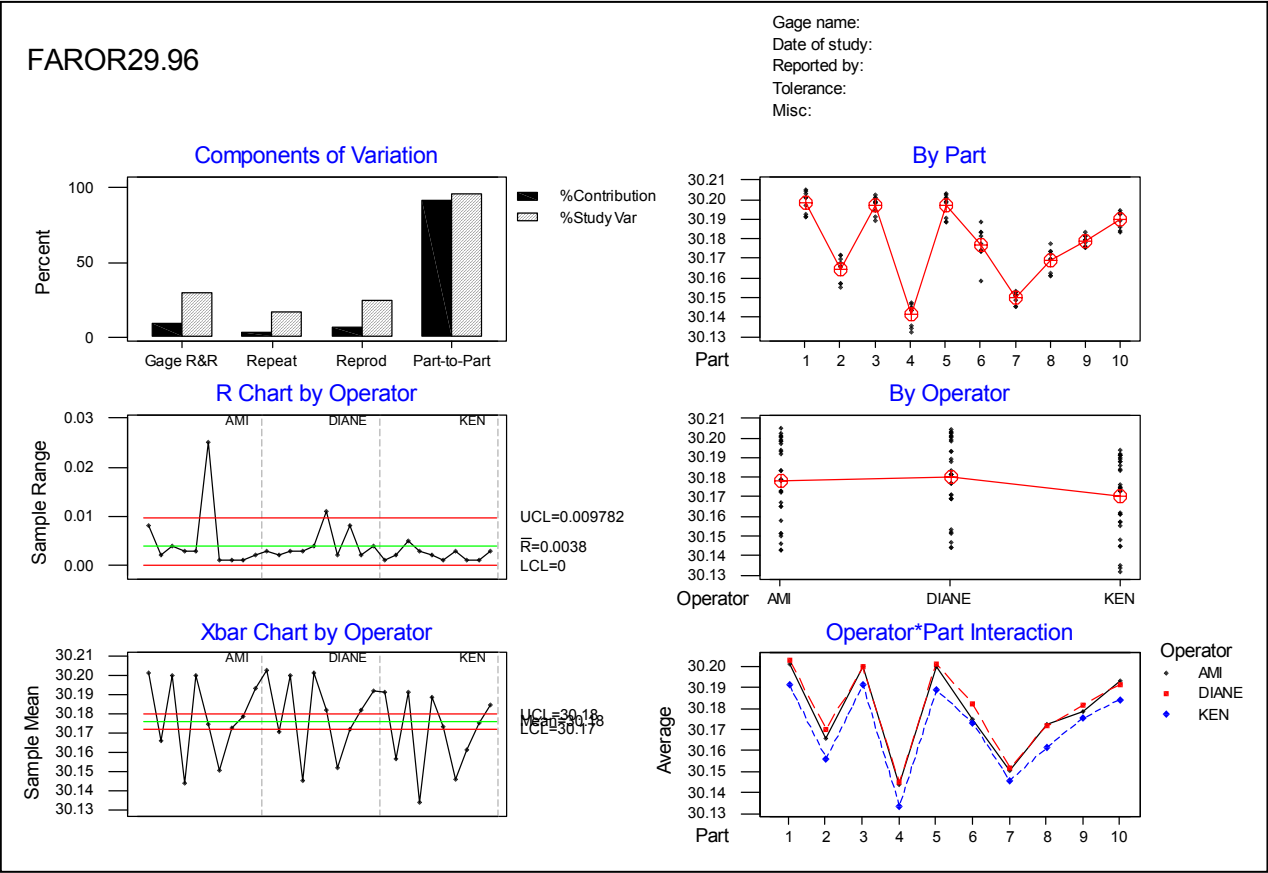 FAROR29.96
Gage name:
Date of study:
Reported by:
Tolerance:
Misc:
Components of Variation
100
50
0
Percent
Gage R&R Repeat Reprod Part-to-Part
%Contribution
%Study Var
By Part
30.21
30.20
30.19
30.18
30.17
30.16
30.15
30.14
30.13
Part 1 2 3 4 5 6 7 8 9 10
R Chart by Operator
AMI DIANE KEN
0.03
0.02
0.01
0.00
Sample Range
UCL=0.009782
R=0.0038
LCL=0
By Operator
30.21
30.20
30.19
30.18
30.17
30.16
30.15
30.14
30.13
Operator AMI DIANE KEN
Xbar Chart by Operator
AMI DIANE KEN
30.21
30.20
30.19
30.18
30.17
30.16
30.15
30.14
30.13
Sample Mean
UCL=30.18
Mean=30.18
LCL=30.17
Operator*Part Interaction
30.20
30.19
30.18
30.17
30.16
30.15
30.14
30.13
Average
Part 1 2 3 4 5 6 7 8 9 10
Operator
AMI
DIANE
KEN